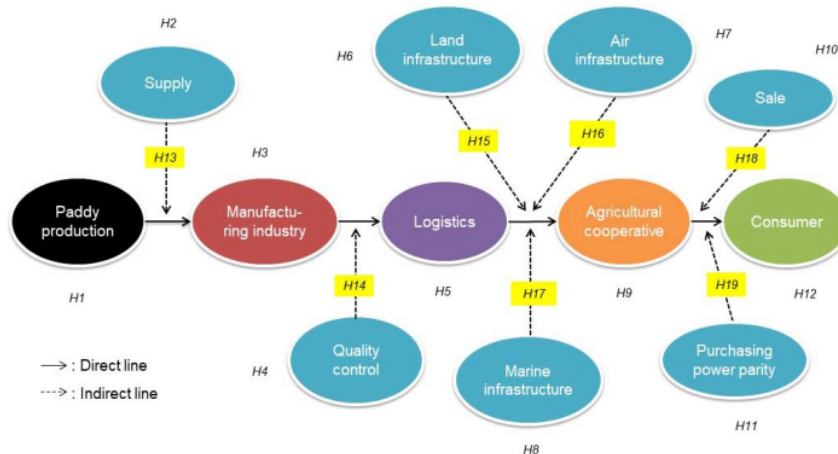 H2
Supply
H13
H6
Land
infrastructure
H15
Air
infrastructure
H7
H16
H10
Sale
H18
H3
Paddy
production
Manufactu-
ring industry
Logistics
Agricultural
cooperative
Consumer
H1
H14
H5
H17
H9
H19
H12
H4
Quality
control
Marine
infrastructure
H8
Purchasing
power parity
H11
: Direct line
: Indirect line